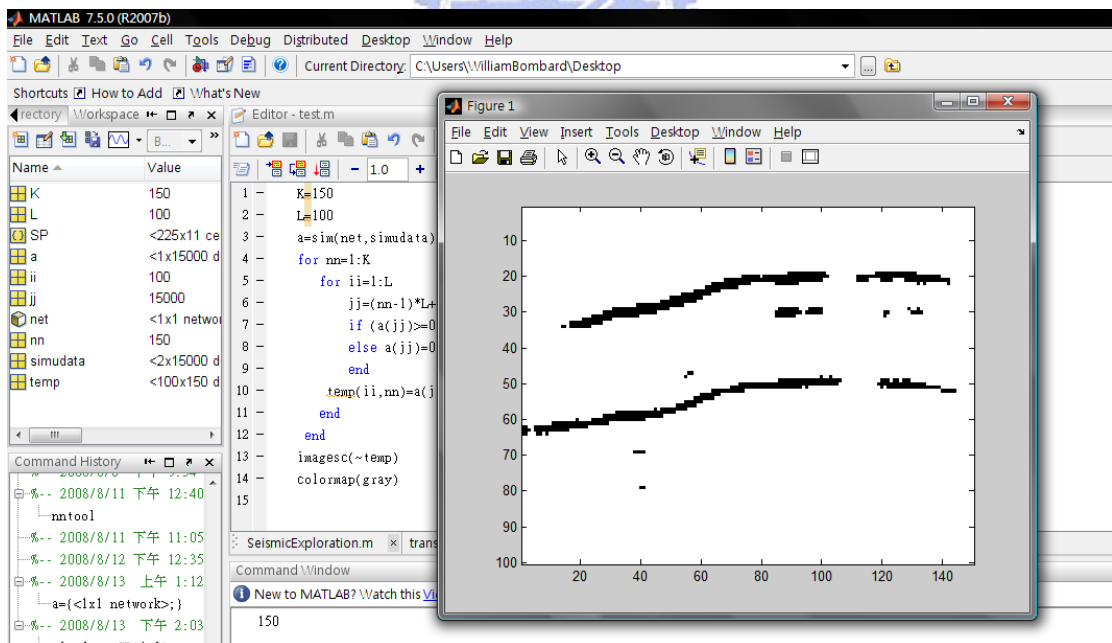 MATLAB 7.5.0 (R2007b)
File Edit Text Go Cell Tools Debug Distributed Desktop Window Help
Current Directory: C:\Users\WilliamBombard\Desktop
Shortcuts How to Add What's New
rectory Workspace
B...
Name Value
K 150
L 100
SP <225x11 ce
a <1x15000 d
ii 100
jj 15000
net <1x1 networ
nn 150
simudata <2x15000 d
temp <100x150 d
Command History
%-- 2008/8/11 下午 12:40
nntool
%-- 2008/8/11 下午 11:05
%-- 2008/8/12 下午 12:35
%-- 2008/8/13 上午 1:12
a={<1x1 network>;}
%-- 2008/8/13 下午 2:03
Editor - test.m
- 1.0 +
1 - K=150
2 - L=100
3 - a=sim(net,simudata)
4 - for nn=1:K
5 - for ii=1:L
6 - jj=(nn-1)*L+
7 - if (a(jj)>=0
8 - else a(jj)=0
9 - end
10 - temp(ii,nn)=a(j
11 - end
12 - end
13 - imagesc(~temp)
14 - colormap(gray)
15
SeismicExploration.m × trans
Command Window
New to MATLAB? Watch this Vi
150
Figure 1
File Edit View Insert Tools Desktop Window Help
10
20
30
40
50
60
70
80
90
100
20 40 60 80 100 120 140